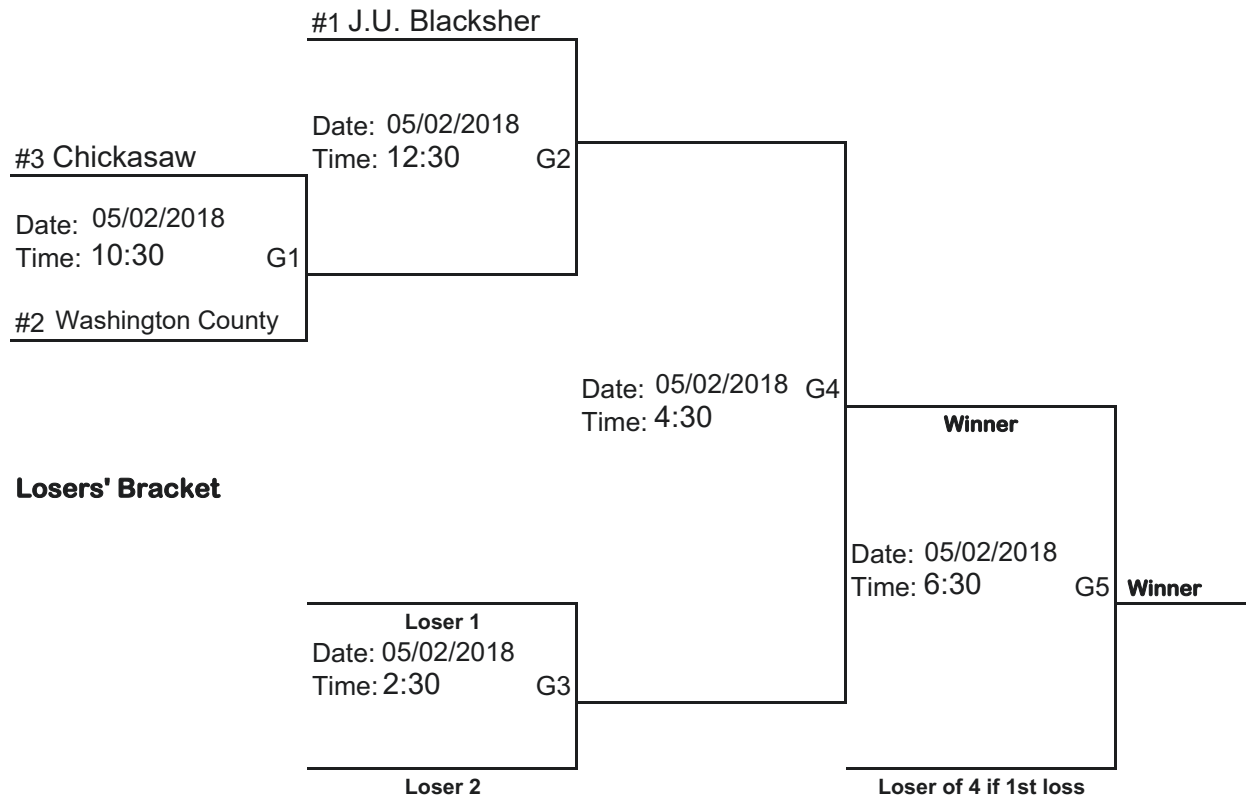 #1 J.U. Blacksher
Date: 05/02/2018
Time: 12:30 G2
#3 Chickasaw
Date: 05/02/2018
Time: 10:30 G1
#2 Washington County
Date: 05/02/2018 G4
Time: 4:30
Winner
Losers' Bracket
Date: 05/02/2018
Time: 6:30 G5 Winner
Loser 1
Date: 05/02/2018
Time: 2:30 G3
Loser 2
Loser of 4 if 1st loss